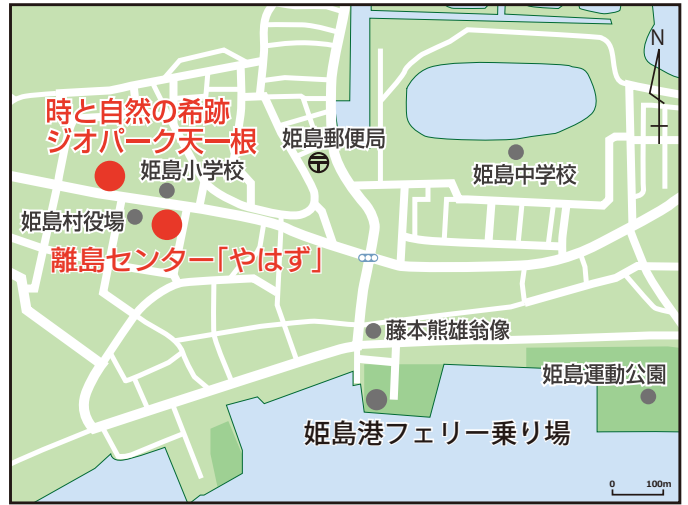 N
時と自然の希跡
ジオパーク天一根
姫島郵便局
姫島小学校
姫島中学校
姫島村役場
離島センター「やはず」
藤本熊雄翁像
姫島運動公園
姫島港フェリー乗り場
0 100m